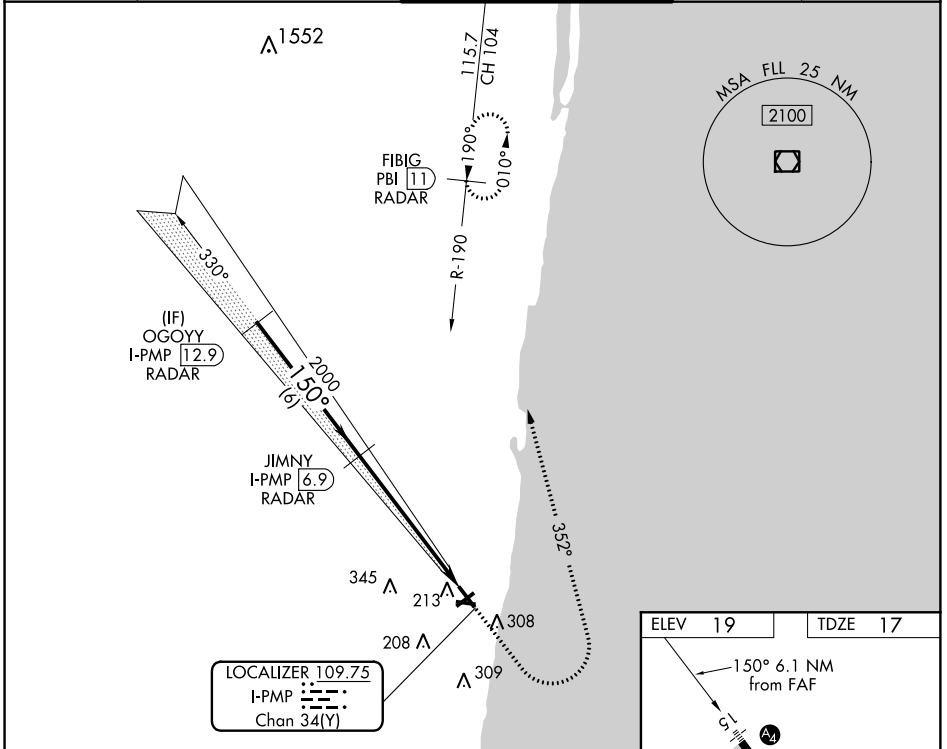 1552
115.7
CH 104
190°
010°
FIBIG
PBI 11
RADAR
R-190
MSA FLL 25 NM
2100
330°
(IF)
OGOYY
I-PMP 12.9
RADAR
2000
150°
(6)
JIMNY
I-PMP 6.9
RADAR
352°
345
213
308
208
309
LOCALIZER 109.75
I-PMP
Chan 34(Y)
ELEV 19
TDZE 17
150° 6.1 NM
from FAF
15
A4